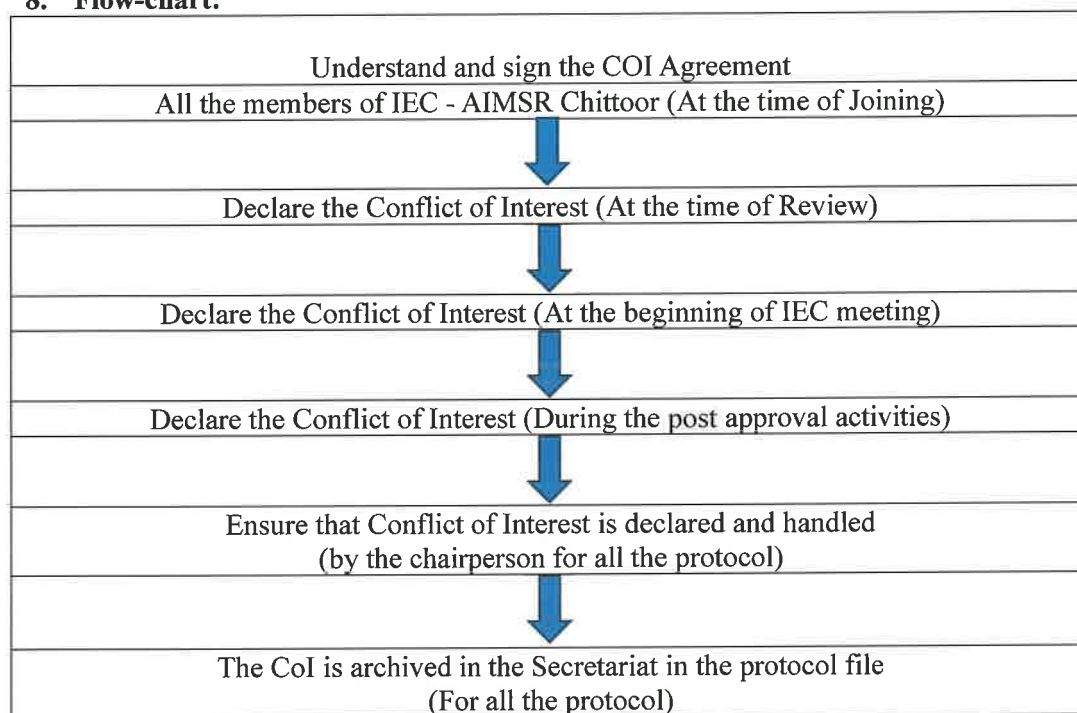 8. Flow-chart:
Understand and sign the COI Agreement
All the members of IEC - AIMSR Chittoor (At the time of Joining)
Declare the Conflict of Interest (At the time of Review)
Declare the Conflict of Interest (At the beginning of IEC meeting)
Declare the Conflict of Interest (During the post approval activities)
Ensure that Conflict of Interest is declared and handled
(by the chairperson for all the protocol)
The CoI is archived in the Secretariat in the protocol file
(For all the protocol)